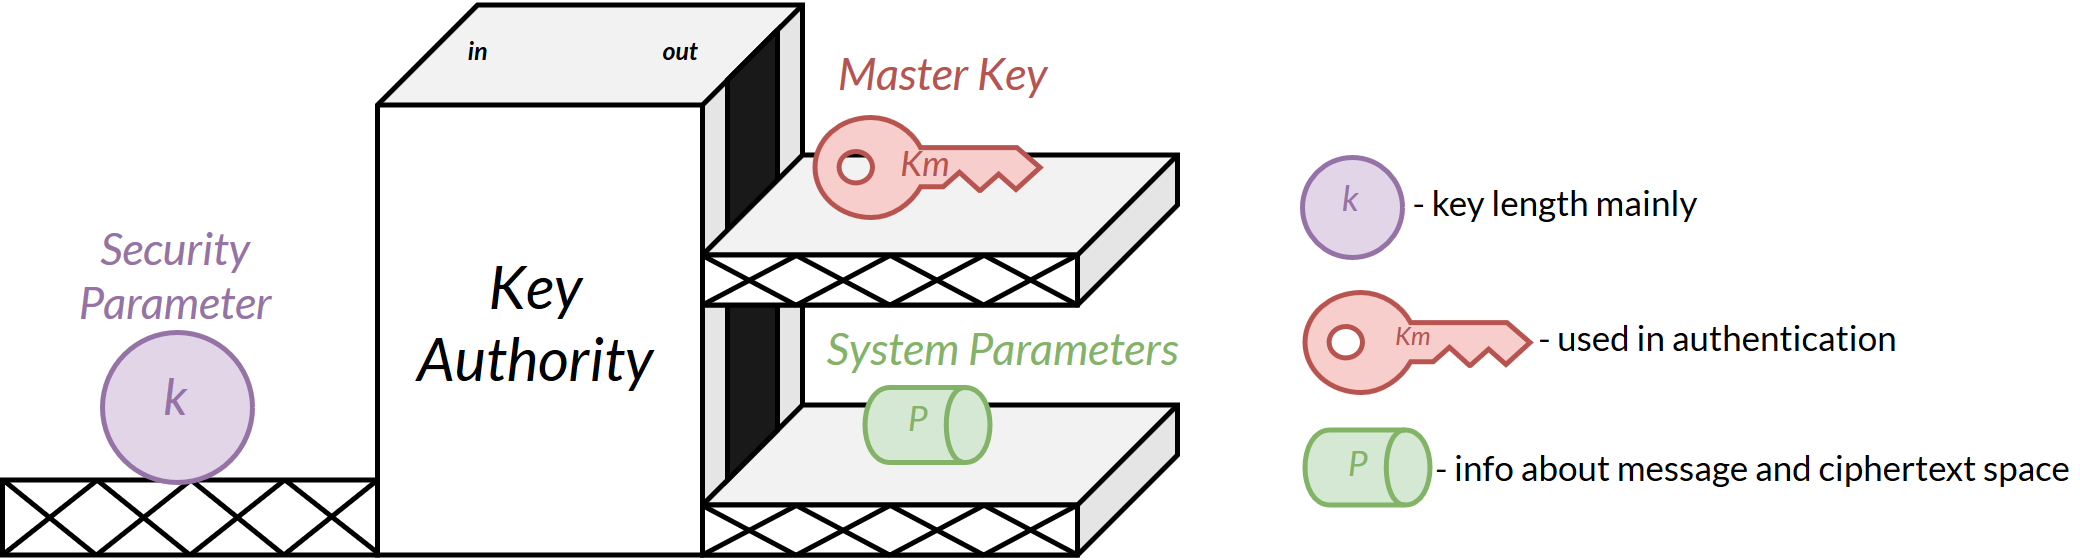 in
out
Master Key
Km
Security
Parameter
k
Key
Authority
System Parameters
P
k
- key length mainly
Km
- used in authentication
P
- info about message and ciphertext space